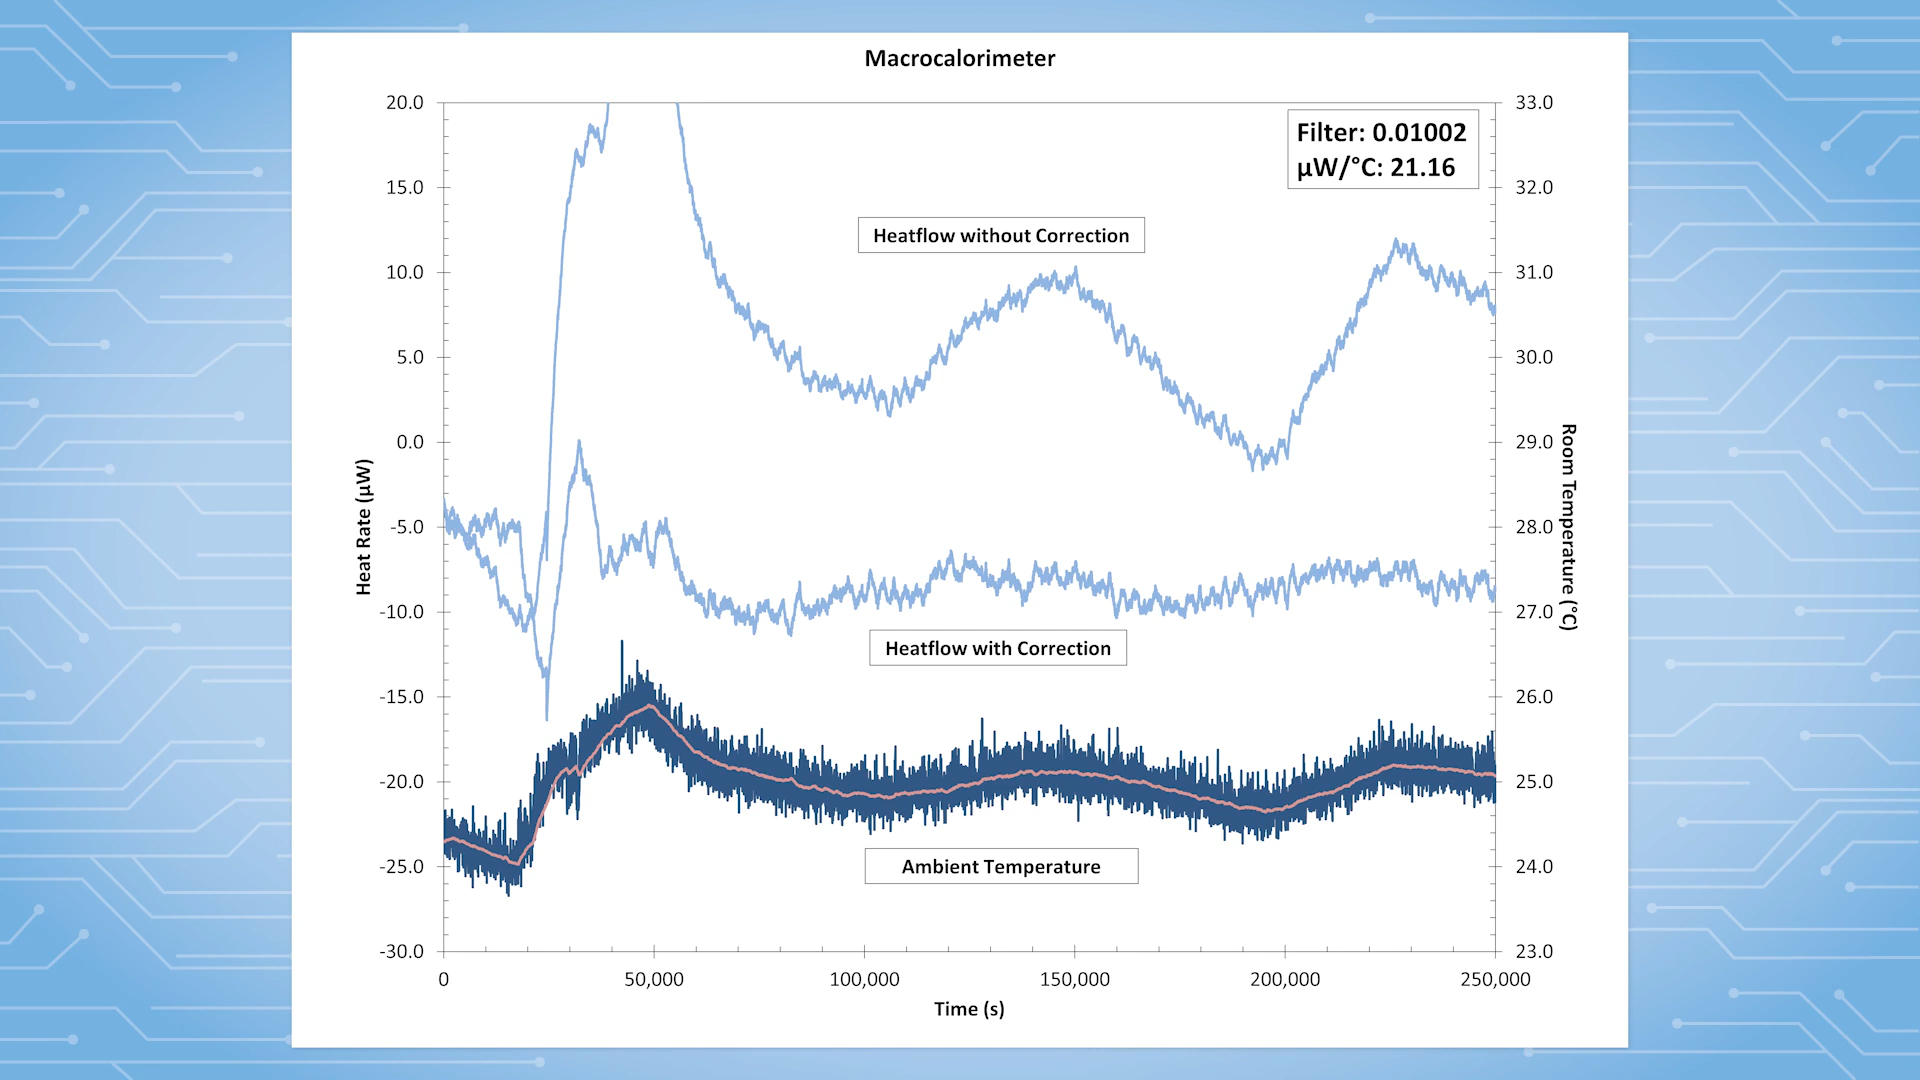 Macrocalorimeter
20.0
15.0
10.0
5.0
0.0
-5.0
-10.0
-15.0
-20.0
-25.0
-30.0
Heat Rate (μW)
Filter: 0.01002
μW/°C: 21.16
Heatflow without Correction
Heatflow with Correction
Ambient Temperature
33.0
32.0
31.0
30.0
29.0
28.0
27.0
26.0
25.0
24.0
23.0
Room Temperature (°C)
0 50,000 100,000 150,000 200,000 250,000
Time (s)